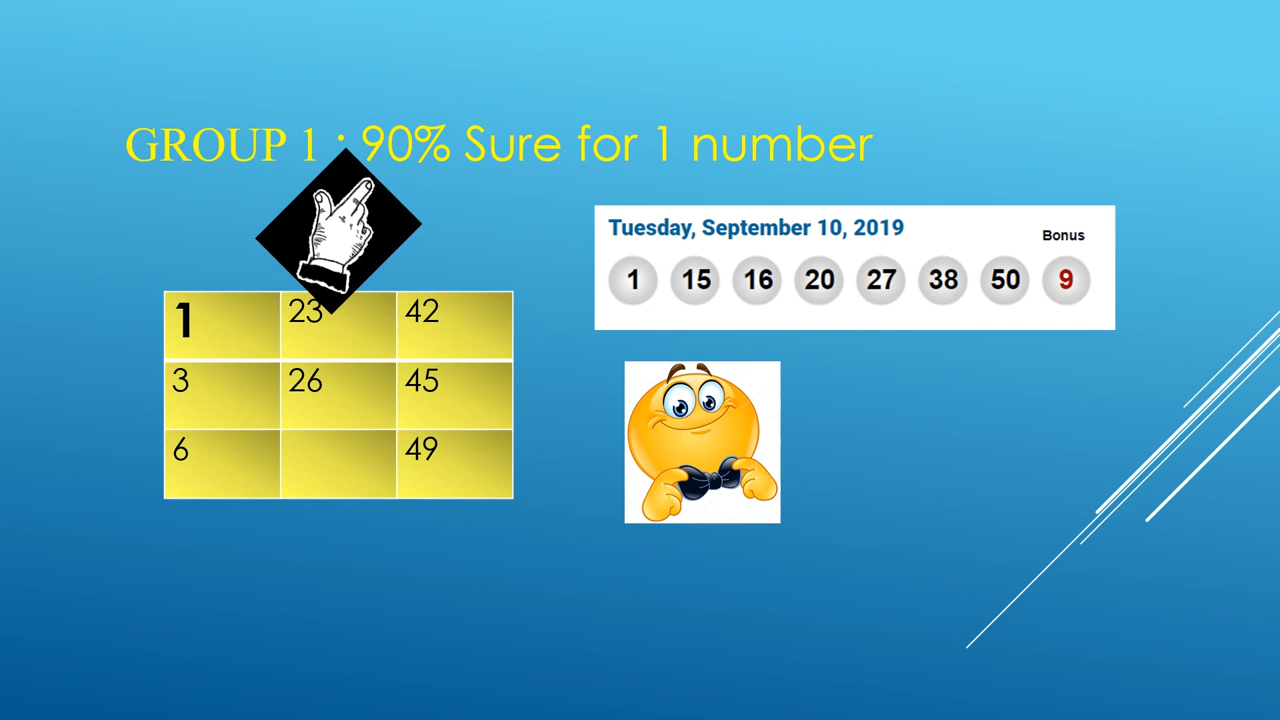 GROUP 1 : 90% Sure for 1 number
Tuesday, September 10, 2019
Bonus
1 15 16 20 27 38 50 9
1 23 42
3 26 45
6 49